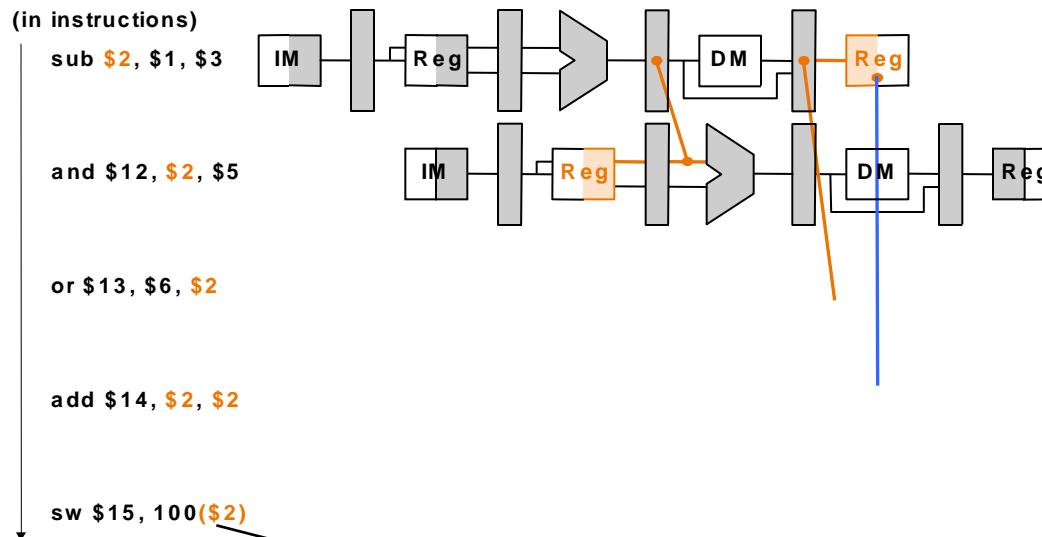 (in instructions)
sub $2, $1, $3
IM Reg DM Reg
and $12, $2, $5
IM Reg DM Reg
or $13, $6, $2
add $14, $2, $2
sw $15, 100($2)